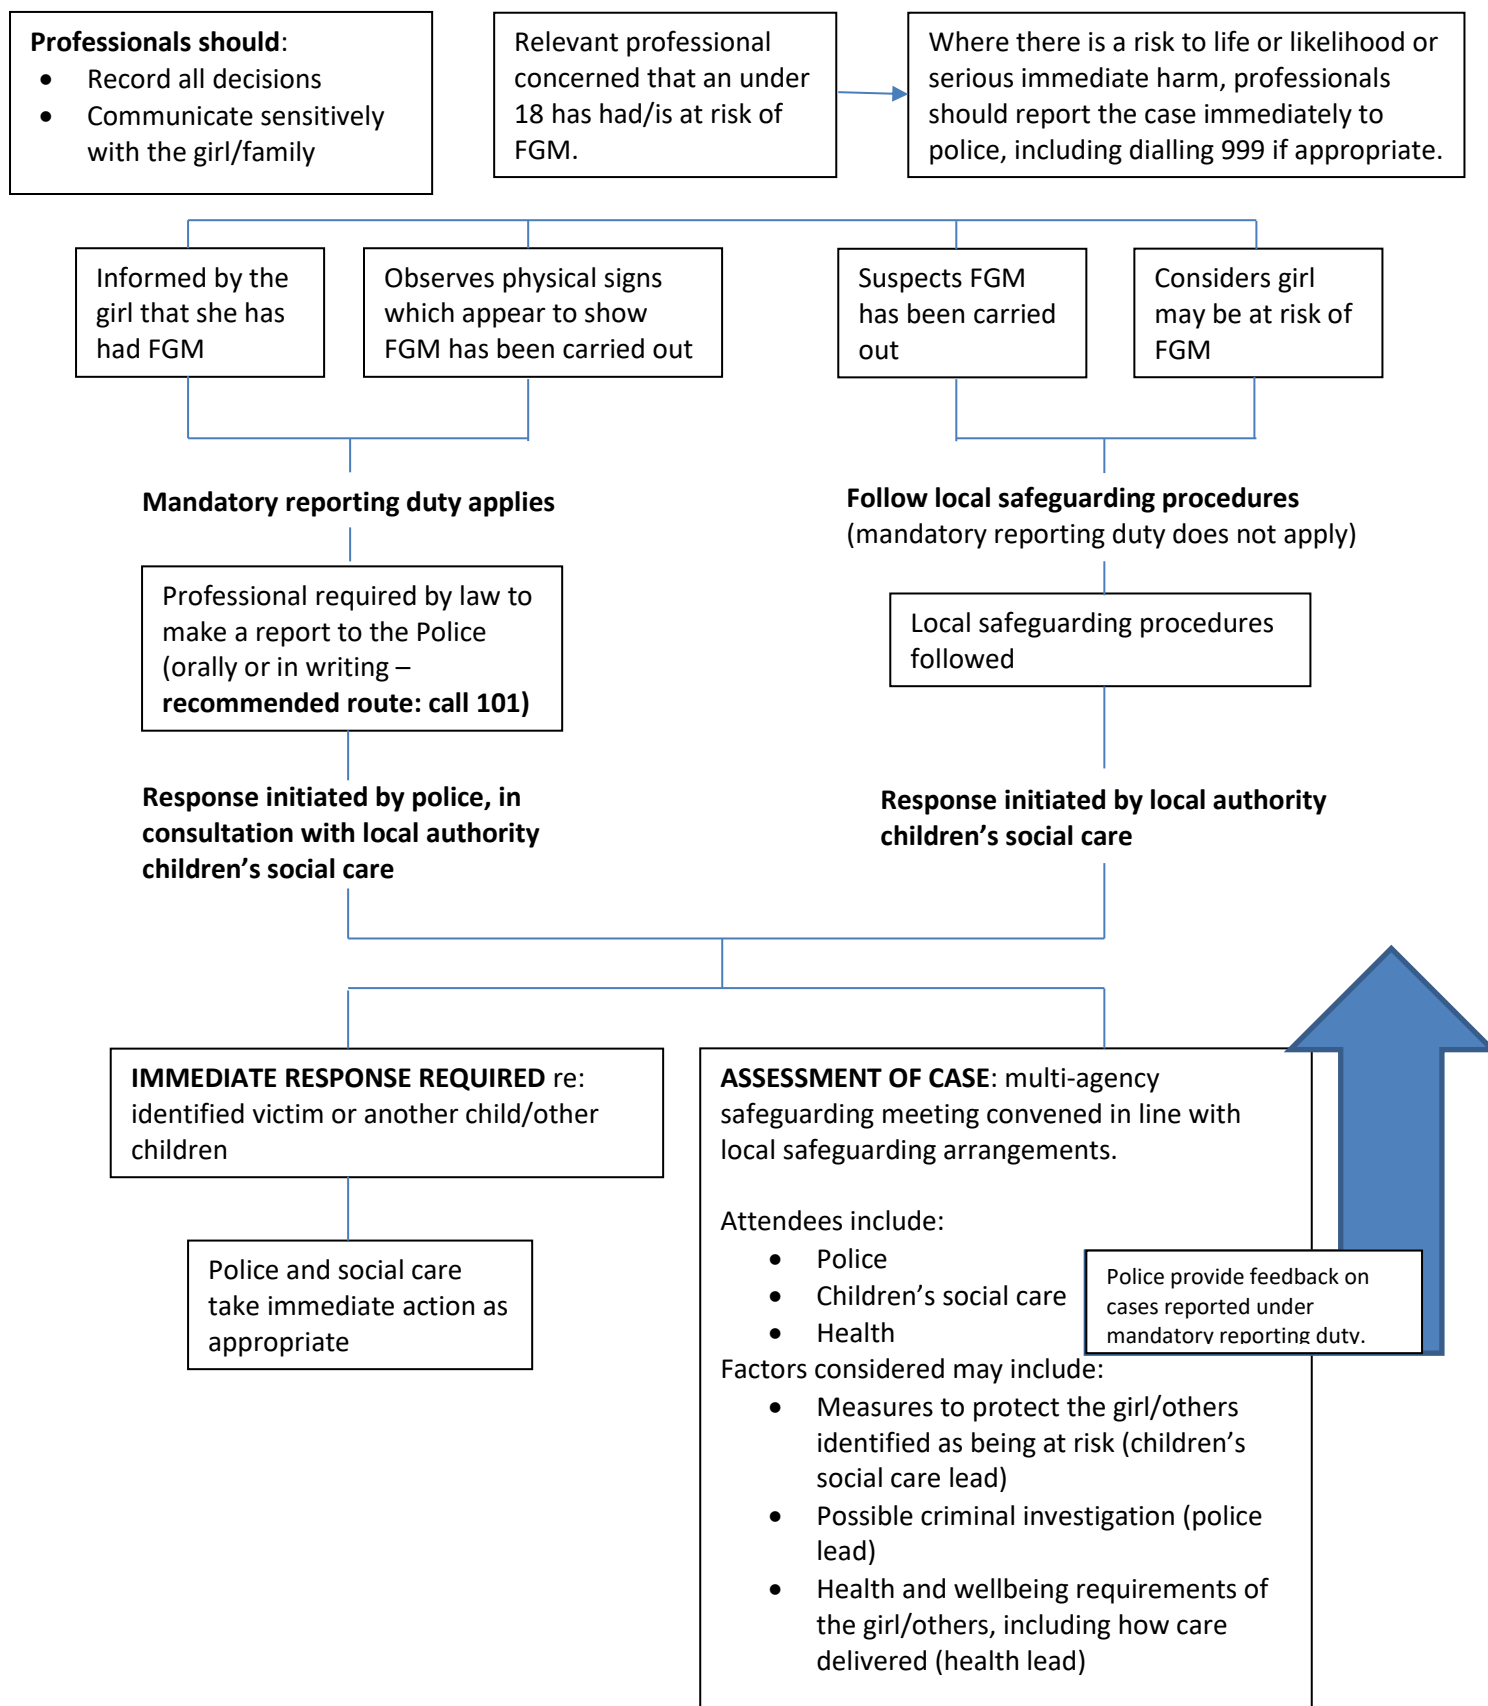 Professionals should:
• Record all decisions
• Communicate sensitively
with the girl/family
Relevant professional
concerned that an under
18 has had/is at risk of
FGM.
Where there is a risk to life or likelihood or
serious immediate harm, professionals
should report the case immediately to
police, including dialling 999 if appropriate.
Informed by the
girl that she has
had FGM
Observes physical signs
which appear to show
FGM has been carried out
Suspects FGM
has been carried
out
Considers girl
may be at risk of
FGM
Mandatory reporting duty applies
Follow local safeguarding procedures
(mandatory reporting duty does not apply)
Professional required by law to
make a report to the Police
(orally or in writing –
recommended route: call 101)
Local safeguarding procedures
followed
Response initiated by police, in
consultation with local authority
children’s social care
Response initiated by local authority
children’s social care
IMMEDIATE RESPONSE REQUIRED re:
identified victim or another child/other
children
Police and social care
take immediate action as
appropriate
ASSESSMENT OF CASE: multi-agency
safeguarding meeting convened in line with
local safeguarding arrangements.
Attendees include:
• Police
• Children’s social care
• Health
Police provide feedback on
cases reported under
mandatory reporting duty.
Factors considered may include:
• Measures to protect the girl/others
identified as being at risk (children’s
social care lead)
• Possible criminal investigation (police
lead)
• Health and wellbeing requirements of
the girl/others, including how care
delivered (health lead)